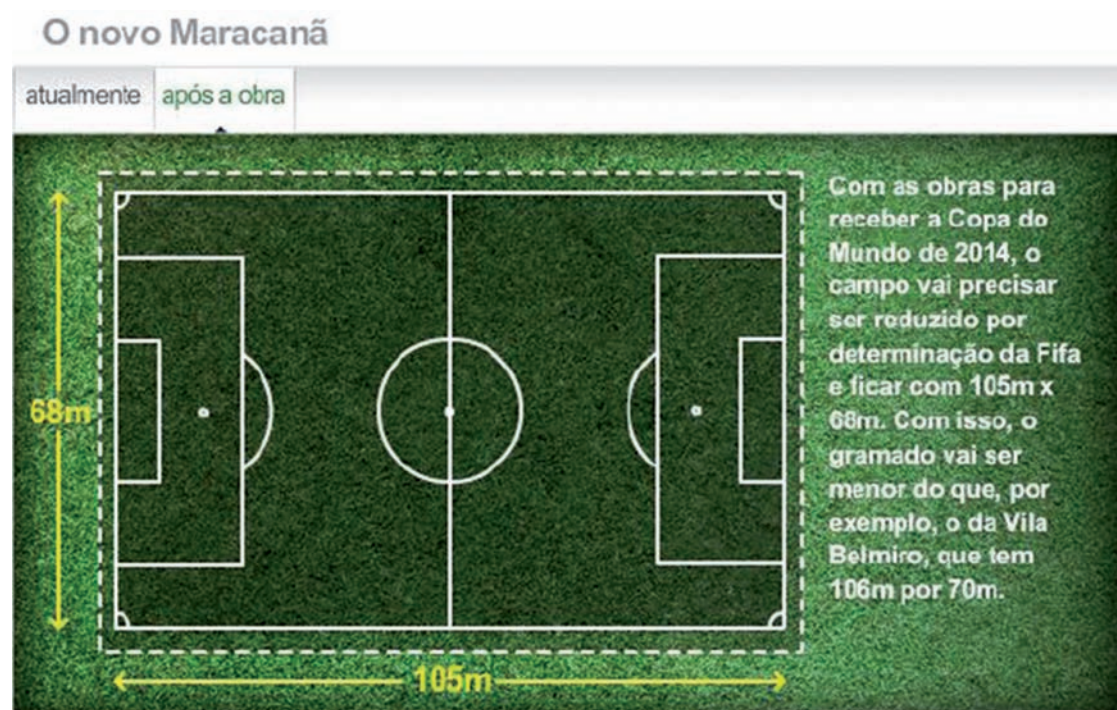 O novo Maracanã
atualmente
após a obra
Com as obras para
receber a Copa do
Mundo de 2014, o
campo vai precisar
ser reduzido por
determinação da Fifa
e ficar com 105m x
68m. Com isso, o
gramado vai ser
menor do que, por
exemplo, o da Vila
Belmiro, que tem
106m por 70m.
68m
105m